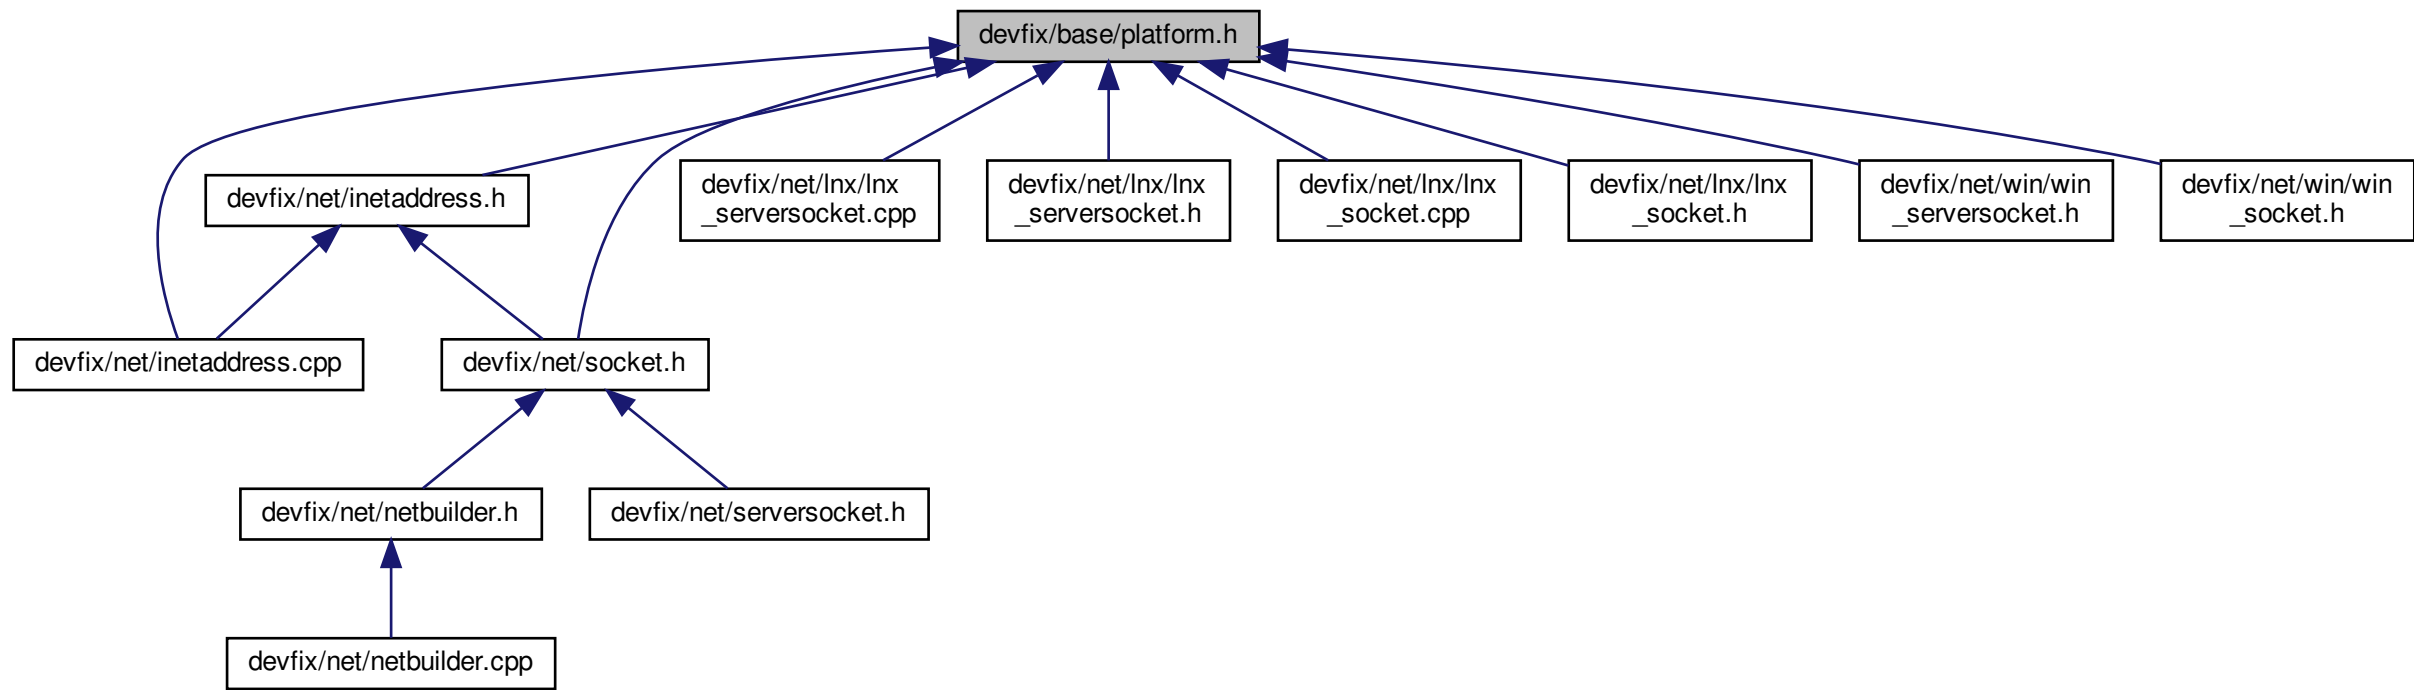 devfix/base/platform.h
devfix/net/inetaddress.h
devfix/net/lnx/lnx
_serversocket.cpp
devfix/net/lnx/lnx
_serversocket.h
devfix/net/lnx/lnx
_socket.cpp
devfix/net/lnx/lnx
_socket.h
devfix/net/win/win
_serversocket.h
devfix/net/win/win
_socket.h
devfix/net/inetaddress.cpp
devfix/net/socket.h
devfix/net/netbuilder.h
devfix/net/serversocket.h
devfix/net/netbuilder.cpp